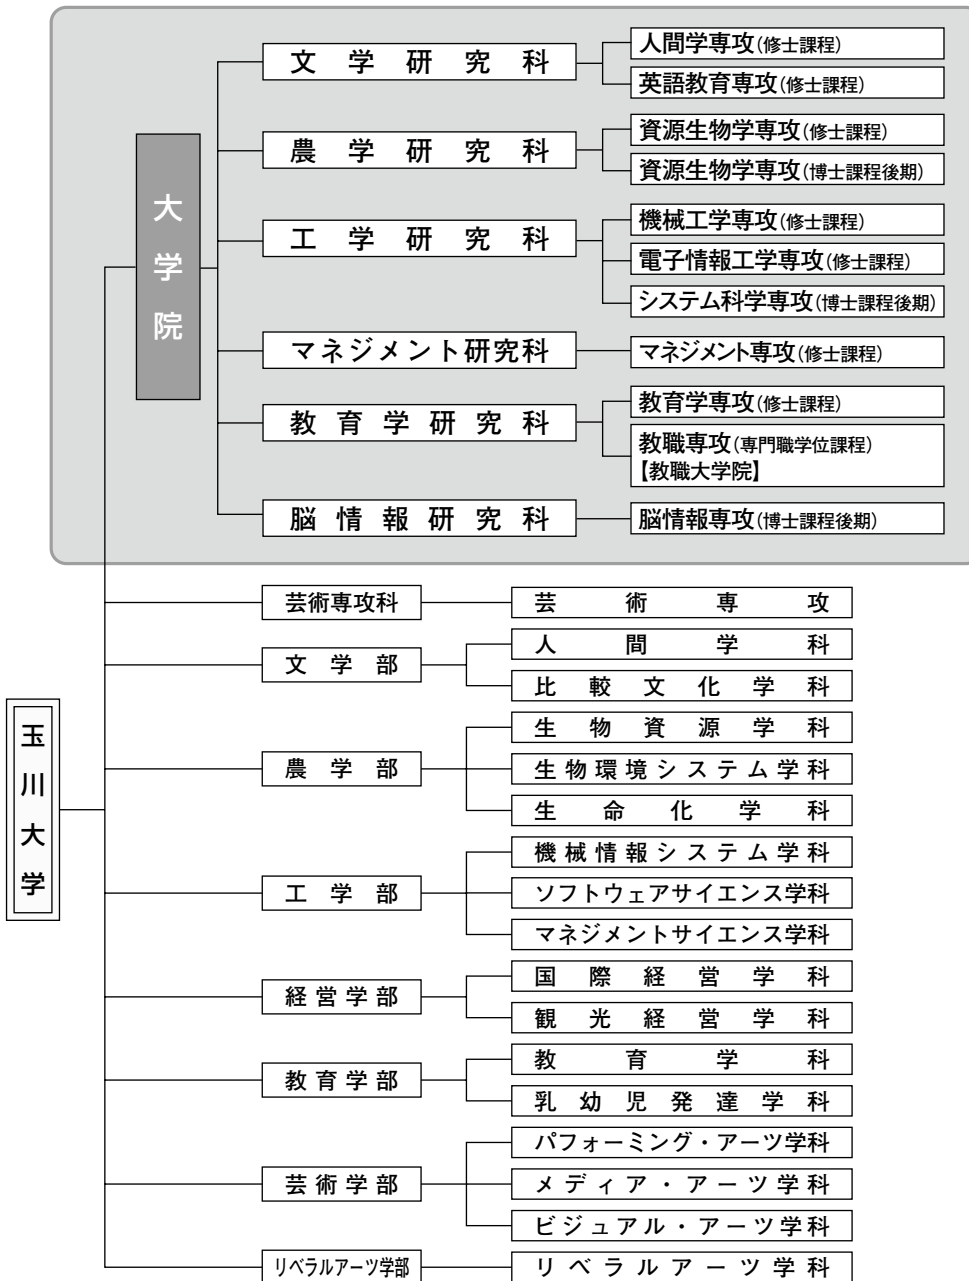 玉川大学
大学院
文学研究科
人間学専攻(修士課程)
英語教育専攻(修士課程)
農学研究科
資源生物学専攻(修士課程)
資源生物学専攻(博士課程後期)
工学研究科
機械工学専攻(修士課程)
電子情報工学専攻(修士課程)
システム科学専攻(博士課程後期)
マネジメント研究科
マネジメント専攻(修士課程)
教育学研究科
教育学専攻(修士課程)
教職専攻(専門職学位課程)
【教職大学院】
脳情報研究科
脳情報専攻(博士課程後期)
芸術専攻科
芸術専攻
文学部
人間学科
比較文化学科
農学部
生物資源学科
生物環境システム学科
生命化学科
工学部
機械情報システム学科
ソフトウェアサイエンス学科
マネジメントサイエンス学科
経営学部
国際経営学科
観光経営学科
教育学部
教育学科
乳幼児発達学科
芸術学部
パフォーミング・アーツ学科
メディア・アーツ学科
ビジュアル・アーツ学科
リベラルアーツ学部
リベラルアーツ学科